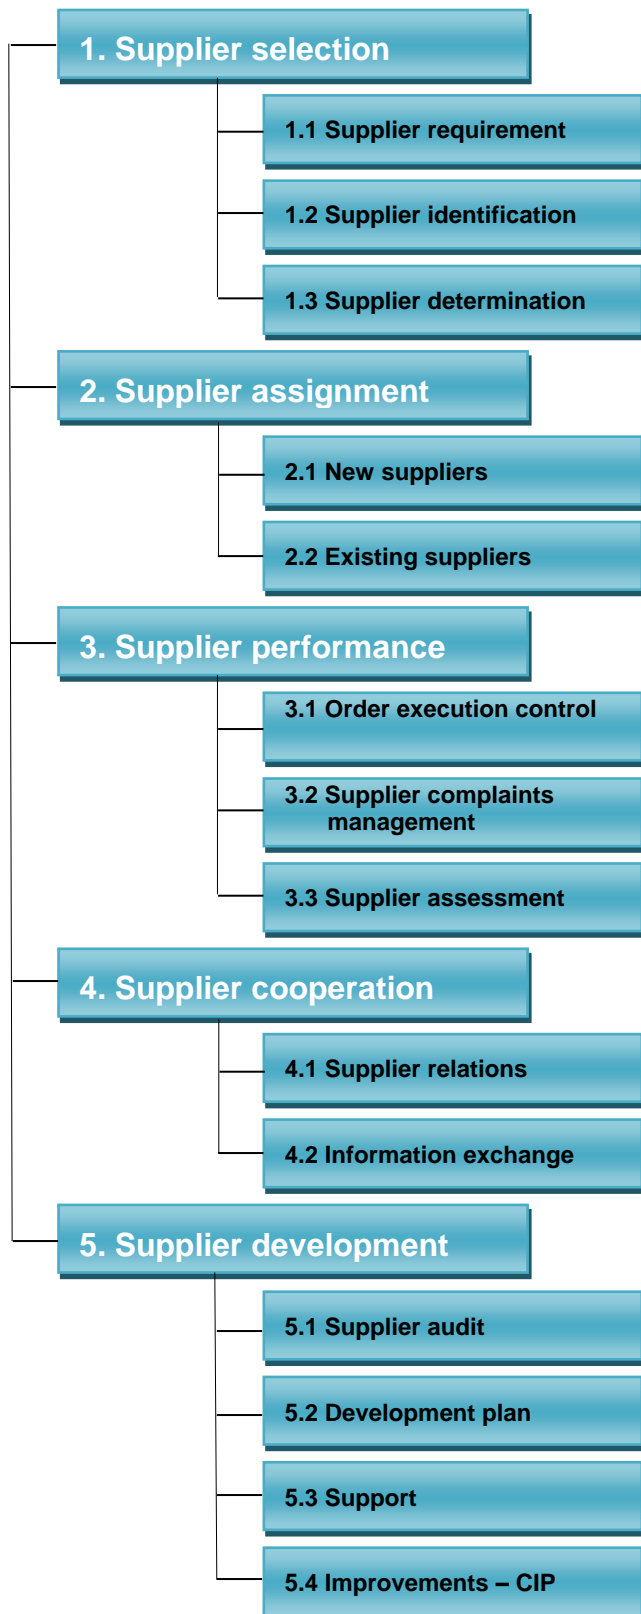 1. Supplier selection
1.1 Supplier requirement
1.2 Supplier identification
1.3 Supplier determination
2. Supplier assignment
2.1 New suppliers
2.2 Existing suppliers
3. Supplier performance
3.1 Order execution control
3.2 Supplier complaints
management
3.3 Supplier assessment
4. Supplier cooperation
4.1 Supplier relations
4.2 Information exchange
5. Supplier development
5.1 Supplier audit
5.2 Development plan
5.3 Support
5.4 Improvements – CIP